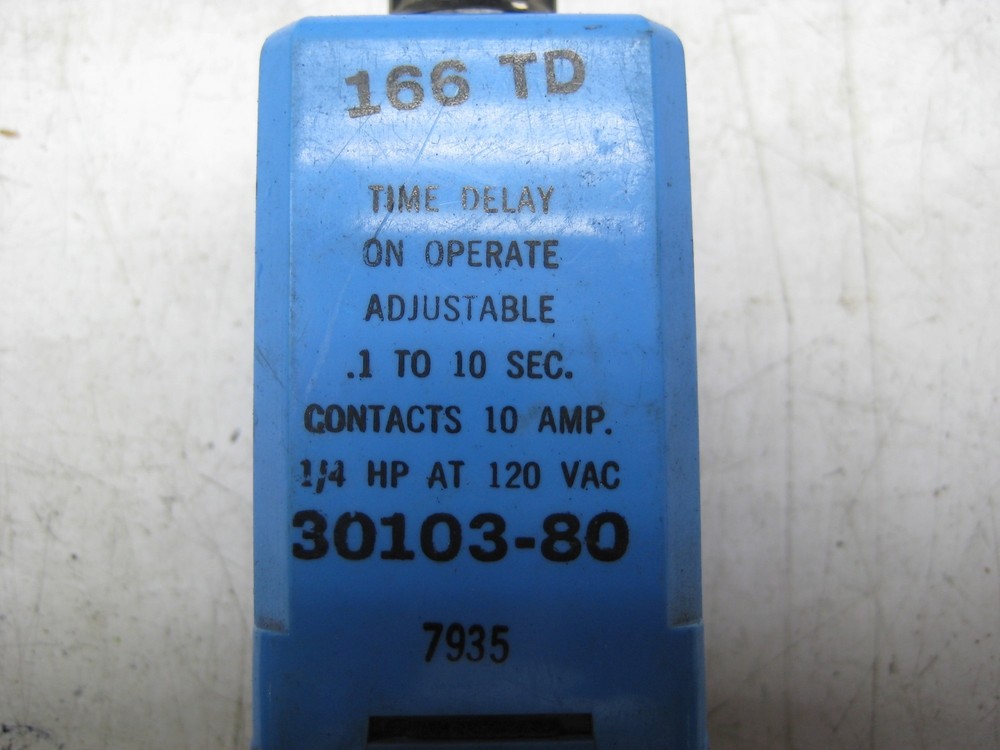 166 TD
TIME DELAY
ON OPERATE
ADJUSTABLE
.1 TO 10 SEC.
CONTACTS 10 AMP.
1/4 HP AT 120 VAC
30103-80
7935